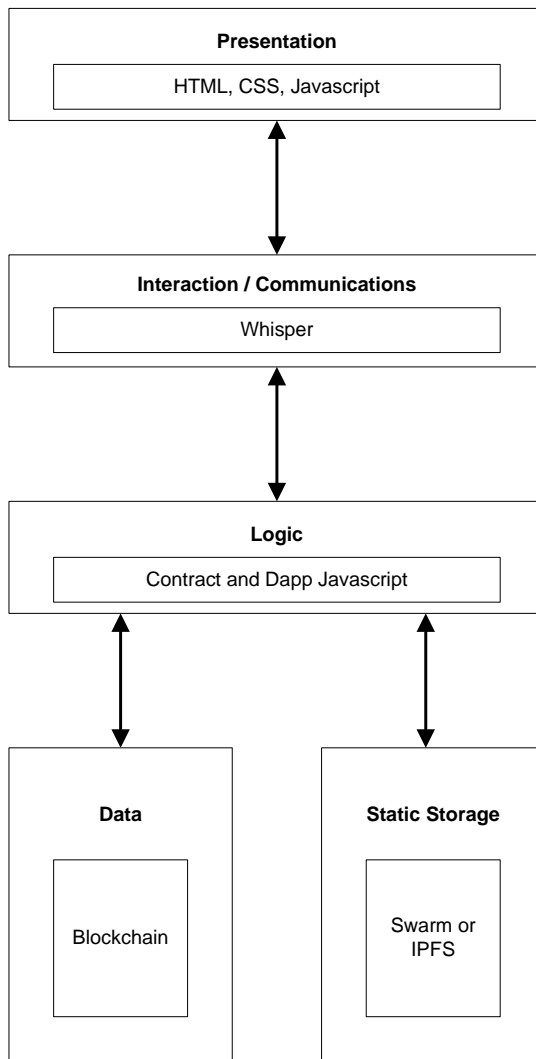 Presentation
HTML, CSS, Javascript
Interaction / Communications
Whisper
Logic
Contract and Dapp Javascript
Data
Blockchain
Static Storage
Swarm or
IPFS